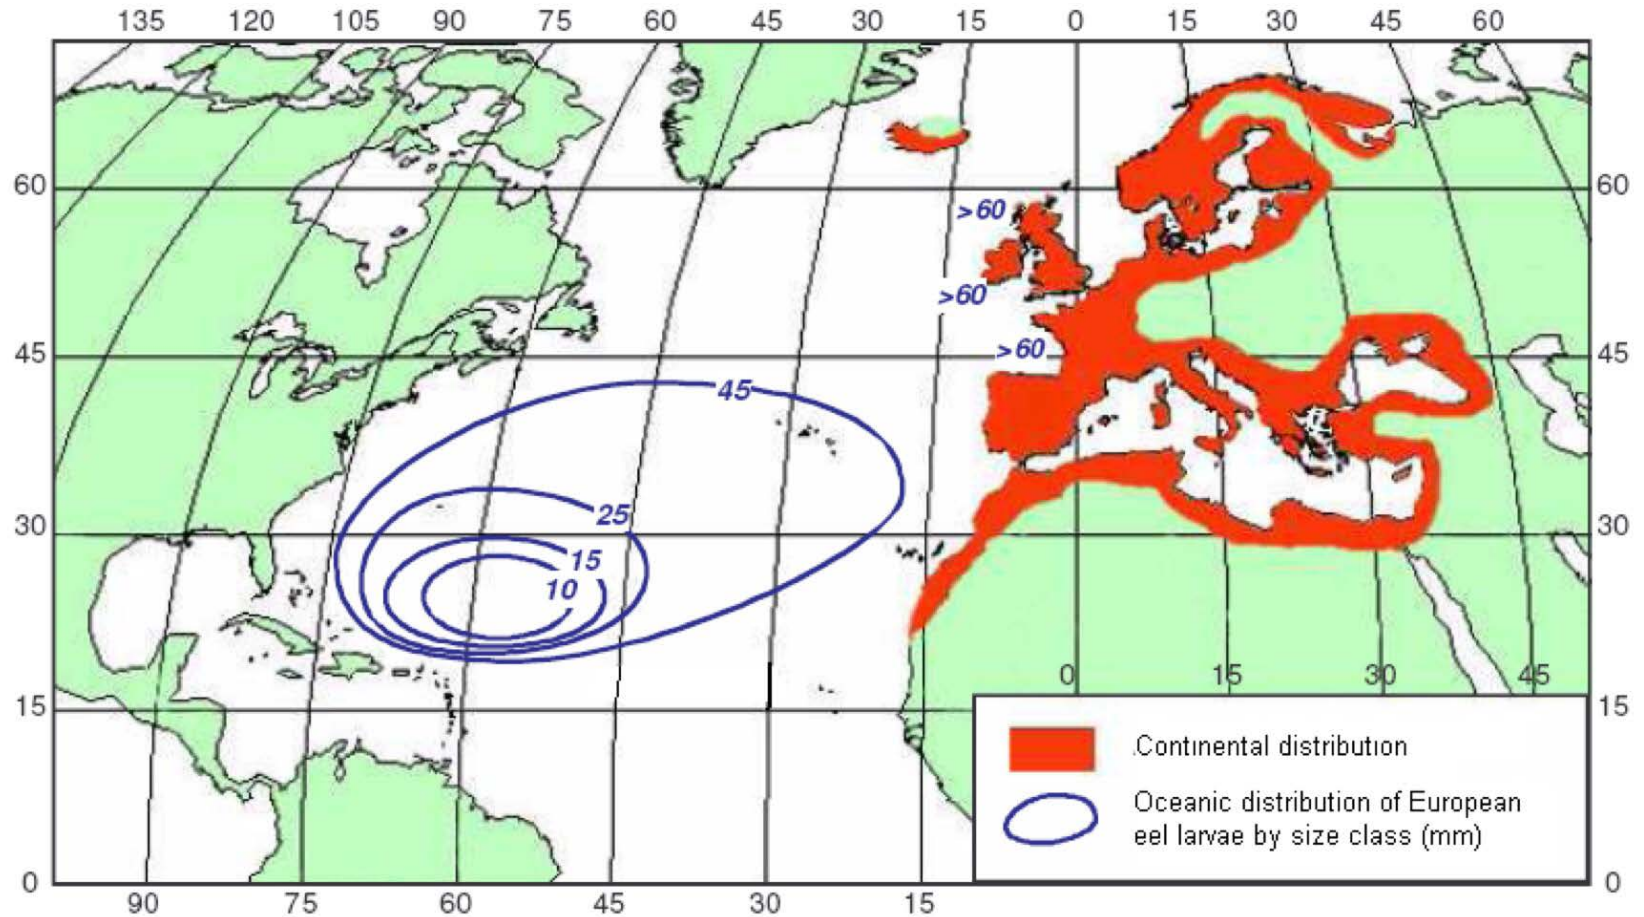 135 120 105 90 75 60 45 30 15 0 15 30 45 60
60 >60 60
>60
45 >60 45
45
30 25 30
15
10
0 15 30 45
15 15
Continental distribution
Oceanic distribution of European
eel larvae by size class (mm)
0 0
90 75 60 45 30 15